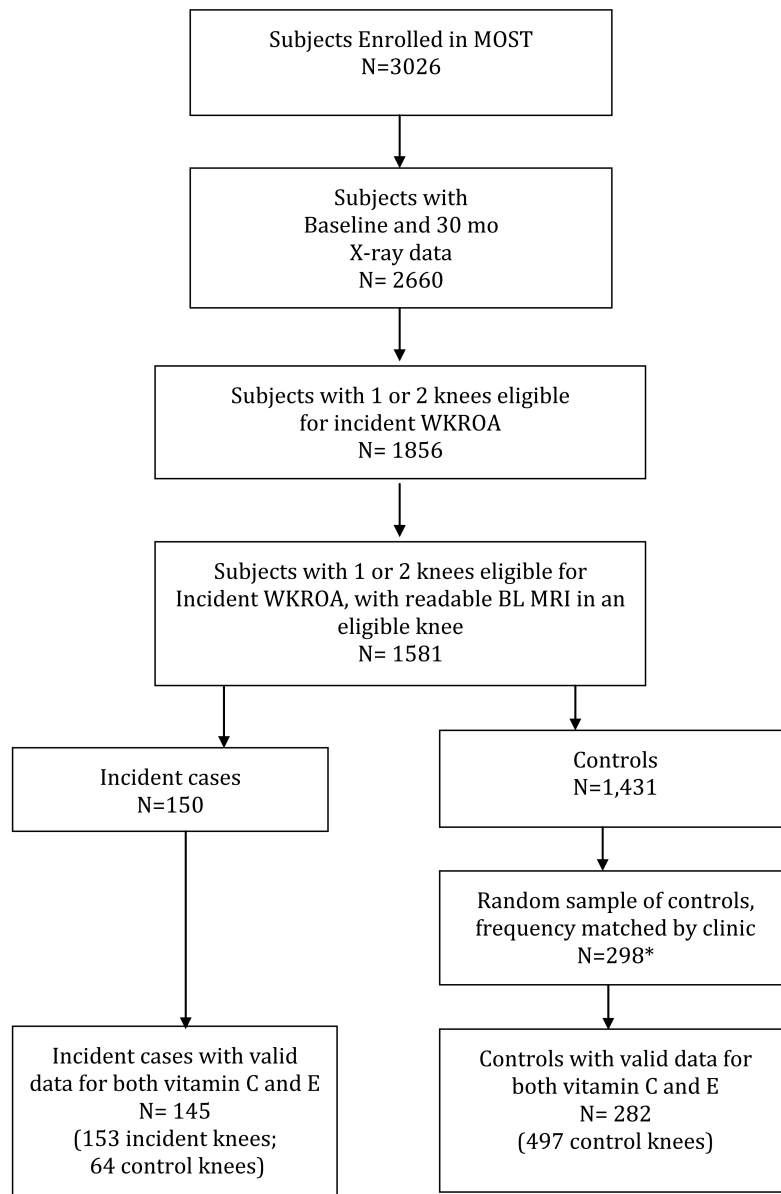 Subjects Enrolled in MOST
N=3026
Subjects with
Baseline and 30 mo
X-ray data
N= 2660
Subjects with 1 or 2 knees eligible
for incident WKROA
N= 1856
Subjects with 1 or 2 knees eligible for
Incident WKROA, with readable BL MRI in an
eligible knee
N= 1581
Incident cases
N=150
Controls
N=1,431
Random sample of controls,
frequency matched by clinic
N=298*
Incident cases with valid
data for both vitamin C and E
N= 145
(153 incident knees;
64 control knees)
Controls with valid data for
both vitamin C and E
N= 282
(497 control knees)